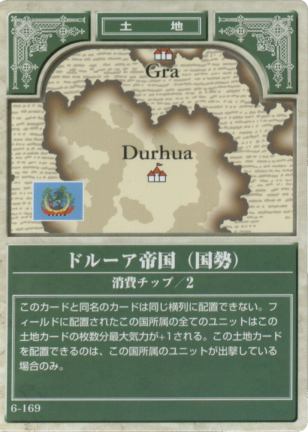 土地
Gra
Durhua
ドルーア帝国（国勢）
消費チップ／2
このカードと同名のカードは同じ横列に配置できない。フ
ィールドに配置されたこの国所属の全てのユニットはこの
土地カードの枚数分最大気力が+1される。この土地カード
を配置できるのは、この国所属のユニットが出撃している
場合のみ。
6-169